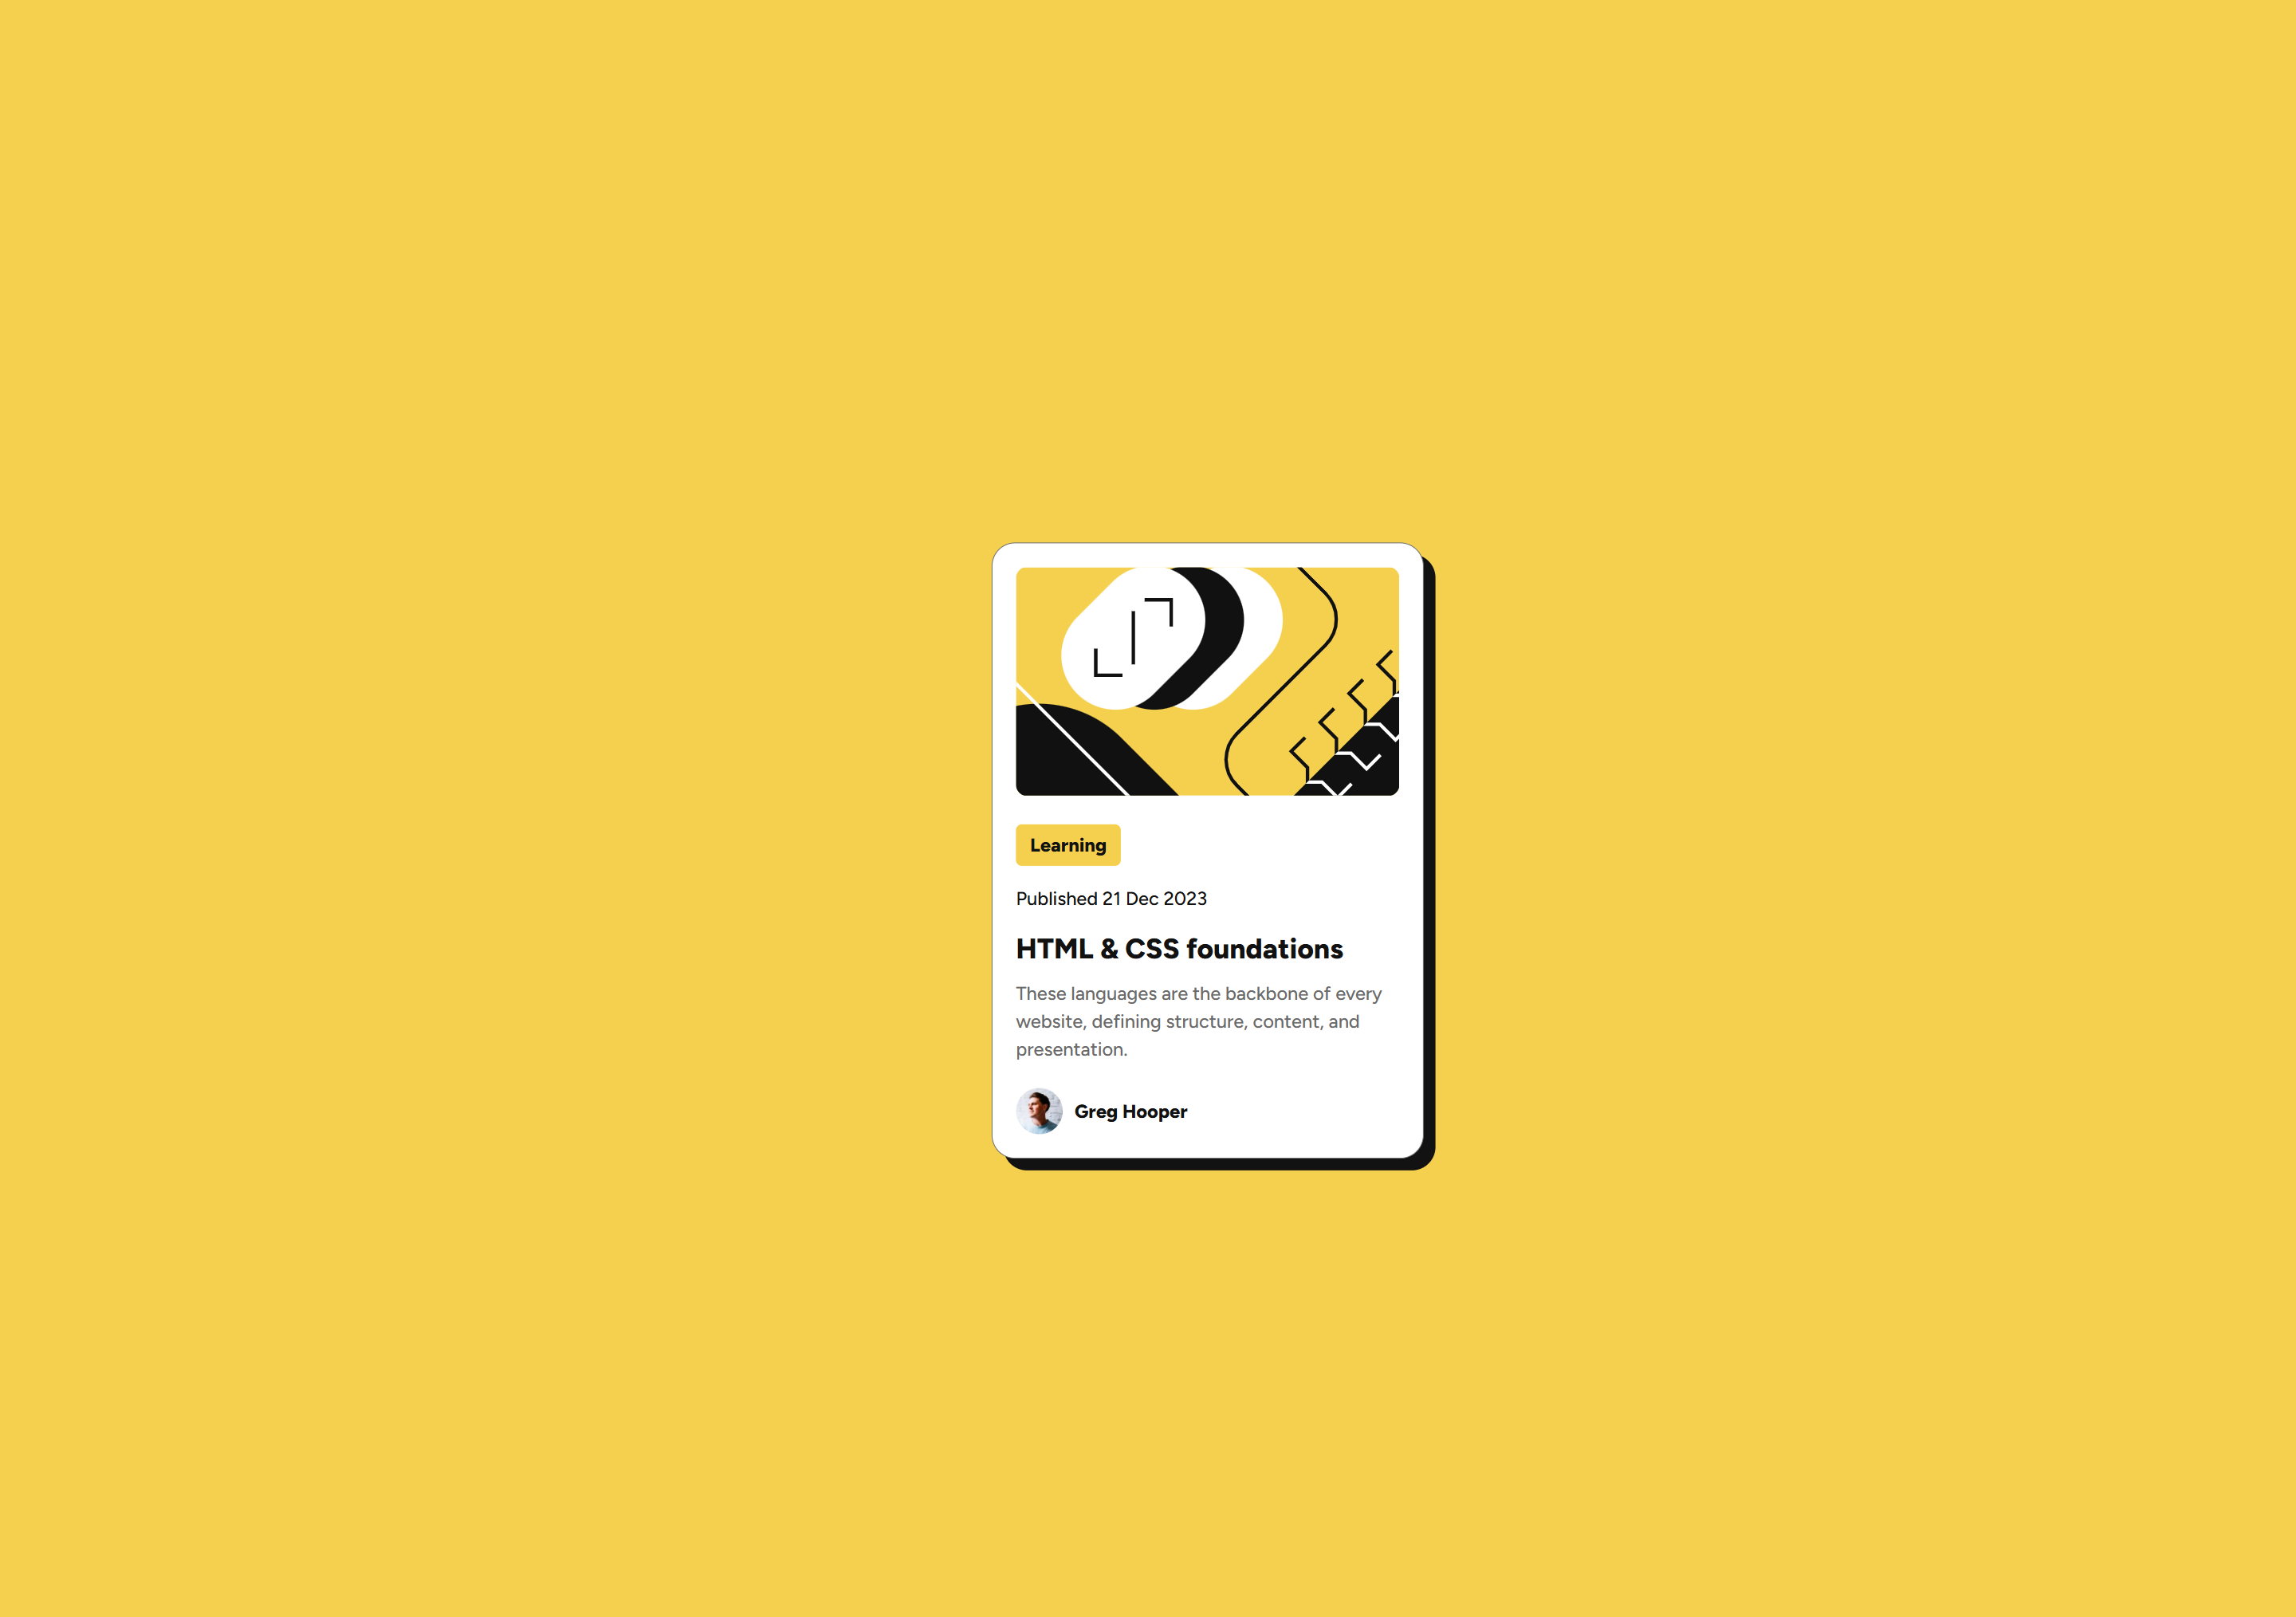 Learning
Published 21 Dec 2023
HTML & CSS foundations
These languages are the backbone of every
website, defining structure, content, and
presentation.
Greg Hooper